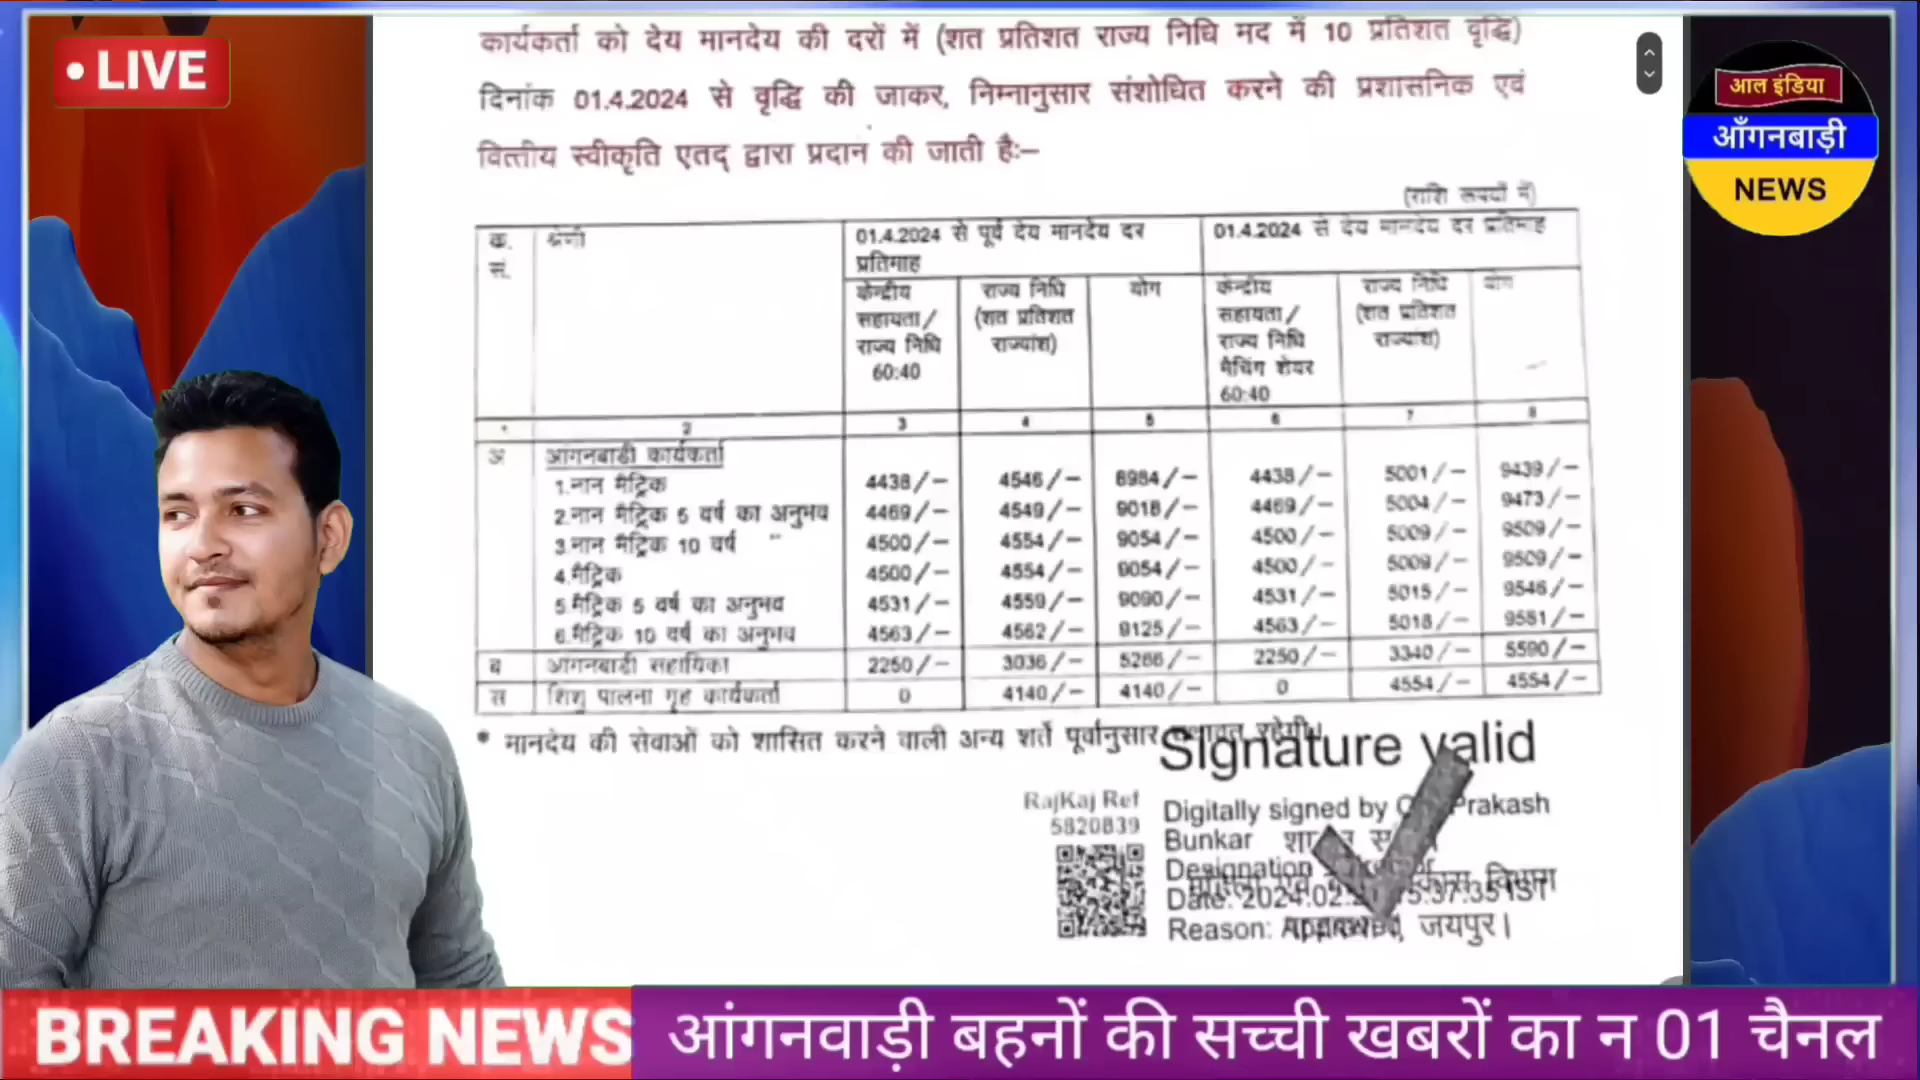 LIVE
कार्यकर्ता को देय मानदेय की दरों में (शत प्रतिशत राज्य निधि मद में 10 प्रतिशत वृद्धि)
दिनांक 01.4.2024 से वृद्धि की जाकर, निम्नानुसार संशोधित करने की प्रशासनिक एवं
वित्तीय स्वीकृति एतद् द्वारा प्रदान की जाती है:-
आल इंडिया
आँगनबाड़ी
NEWS
(राशि रूपयों में)
क. सं. श्रेणी 01.4.2024 से पूर्व देय मानदेय दर प्रतिमाह 01.4.2024 से देय मानदेय दर प्रतिमाह
केन्द्रीय सहायता/ राज्य निधि 60:40 राज्य निधि (शत प्रतिशत राज्यांश) योग केन्द्रीय सहायता/ राज्य निधि मैचिंग शेयर 60:40 राज्य निधि (शत प्रतिशत राज्यांश) योग
1 2 3 4 5 6 7 8
अ आंगनबाडी कार्यकर्ता
1.नान मैट्रिक 4438/- 4546/- 8984/- 4438/- 5001/- 9439/-
2.नान मैट्रिक 5 वर्ष का अनुभव 4469/- 4549/- 9018/- 4469/- 5004/- 9473/-
3.नान मैट्रिक 10 वर्ष " 4500/- 4554/- 9054/- 4500/- 5009/- 9509/-
4.मैट्रिक 4500/- 4554/- 9054/- 4500/- 5009/- 9509/-
5.मैट्रिक 5 वर्ष का अनुभव 4531/- 4559/- 9090/- 4531/- 5015/- 9546/-
6.मैट्रिक 10 वर्ष का अनुभव 4563/- 4562/- 9125/- 4563/- 5018/- 9581/-
ब आंगनबाडी सहायिका 2250/- 3036/- 5286/- 2250/- 3340/- 5590/-
स शिशु पालना गृह कार्यकर्ता 0 4140/- 4140/- 0 4554/- 4554/-
* मानदेय की सेवाओं को शासित करने वाली अन्य शर्ते पूर्वानुसार रहेगी।
Signature valid
RajKaj Ref
5820839
Digitally signed by Prakash
Bunkar
Designation
विभाग
Date: 2024.02
Reason: Approved
जयपुर।
BREAKING NEWS
आंगनवाड़ी बहनों की सच्ची खबरों का न 01 चैनल